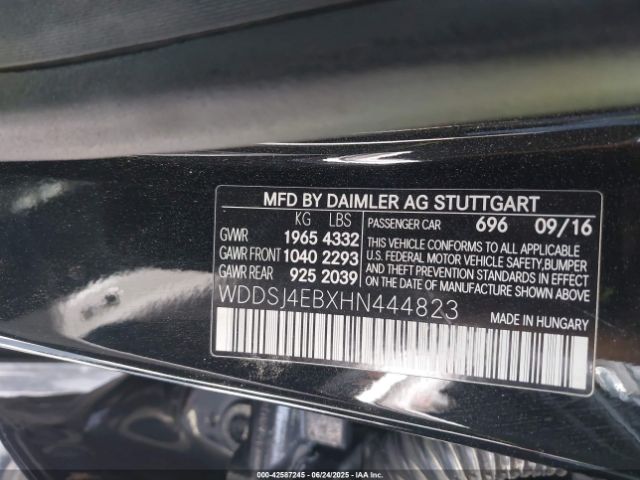 MFD BY DAIMLER AG STUTTGART
KG LBS
GVWR 1965 4332
GAWR FRONT 1040 2293
GAWR REAR 925 2039
PASSENGER CAR 696 09/16
THIS VEHICLE CONFORMS TO ALL APPLICABLE
U.S. FEDERAL MOTOR VEHICLE SAFETY,BUMPER
AND THEFT PREVENTION STANDARDS IN EFFECT
ON DATE OF MANUFACTURE SHOWN ABOVE.
WDDSJ4EBXHN444823
MADE IN HUNGARY
000-42587245 - 06/24/2025 - IAA Inc.